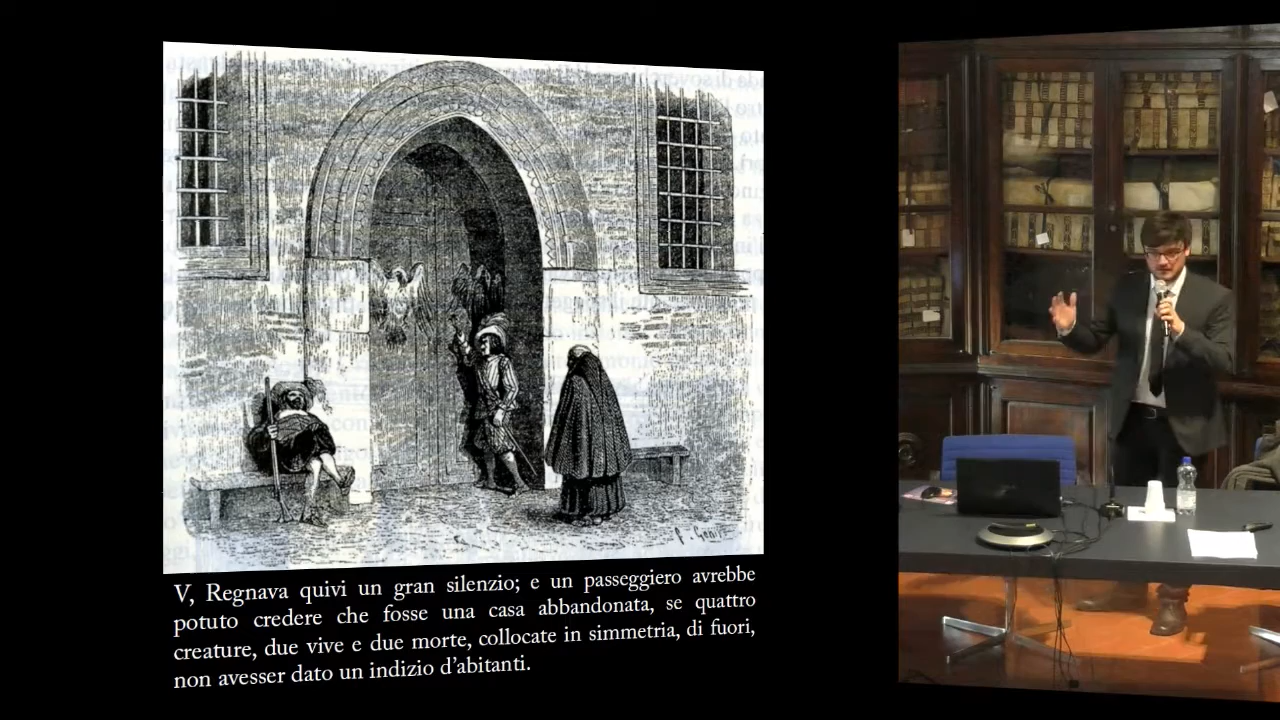 V, Regnava quivi un gran silenzio; e un passeggiero avrebbe
potuto credere che fosse una casa abbandonata, se quattro
creature, due vive e due morte, collocate in simmetria, di fuori,
non avesser dato un indizio d'abitanti.